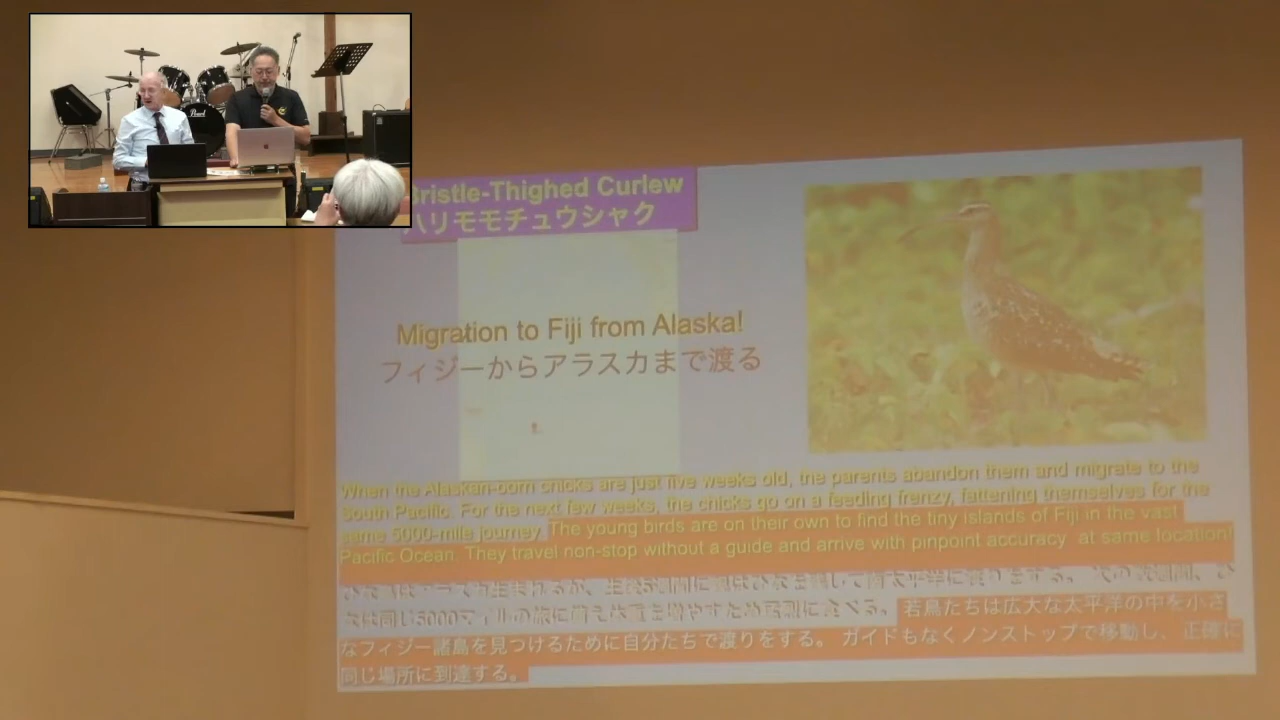 Bristle-Thighed Curlew
ハリモモチュウシャク
Migration to Fiji from Alaska!
フィジーからアラスカまで渡る
When the Alaskan-born chicks are just five weeks old, the parents abandon them and migrate to the
South Pacific. For the next few weeks, the chicks go on a feeding frenzy, fattening themselves for the
same 5000-mile journey. The young birds are on their own to find the tiny islands of Fiji in the vast
Pacific Ocean. They travel non-stop without a guide and arrive with pinpoint accuracy at same location!
若鳥たちは広大な太平洋の中を小さ
なフィジー諸島を見つけるために自分たちで渡りをする。 ガイドもなくノンストップで移動し、 正確に
同じ場所に到達する。
Pearl